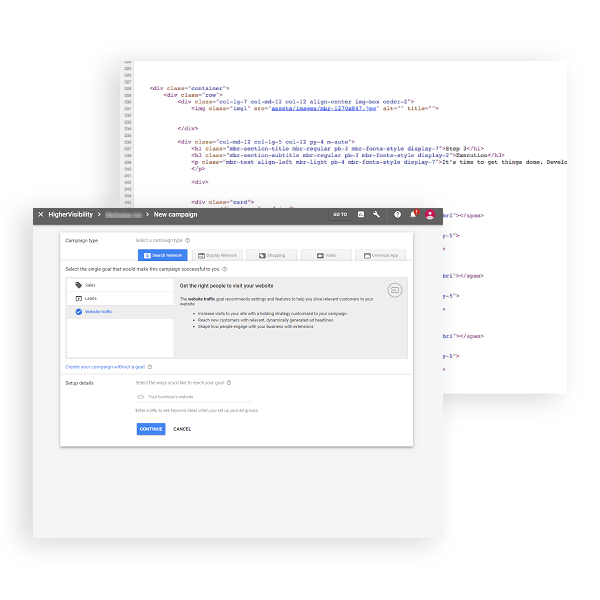 <div class="container">
<div class="row">
<div class="col-lg-7 col-md-12 col-12 align-center img-box order-2">
<img class="img1" src="assets/images/mbr-1270x847.jpg" alt="" title="">
</div>
<div class="col-md-12 col-lg-5 col-12 py-4 m-auto">
<h1 class="mbr-section-title mbr-regular pb-3 mbr-fonts-style display-7">Step 3</h1>
<h3 class="mbr-section-subtitle mbr-regular pb-3 mbr-fonts-style display-2">Execution</h3>
<p class="mbr-text align-left mbr-light pb-4 mbr-fonts-style display-7">It's time to get things done. Develo
</p>
<div>
<div class="card">
HigherVisibility > New campaign GO TO
bri"></span>
y-5">
>
Campaign type Select a campaign type
Search Network Display Network Shopping Video Universal App
Select the single goal that would make this campaign successful to you
bri"></span>
Sales
Leads
Website traffic
Get the right people to visit your website
The website traffic goal recommends settings and features to help you drive relevant customers to your
website
Increase visits to your site with a bidding strategy customized to your campaign
Reach new customers with relevant, dynamically generated ad headlines
Shape how people engage with your business with extensions
y-5">
>
bri"></span>
y-5">
>
Create your campaign without a goal
Setup details Select the ways you'd like to reach your goal
Your business's website
Enter a URL to see keyword ideas when you set up your ad groups
CONTINUE CANCEL